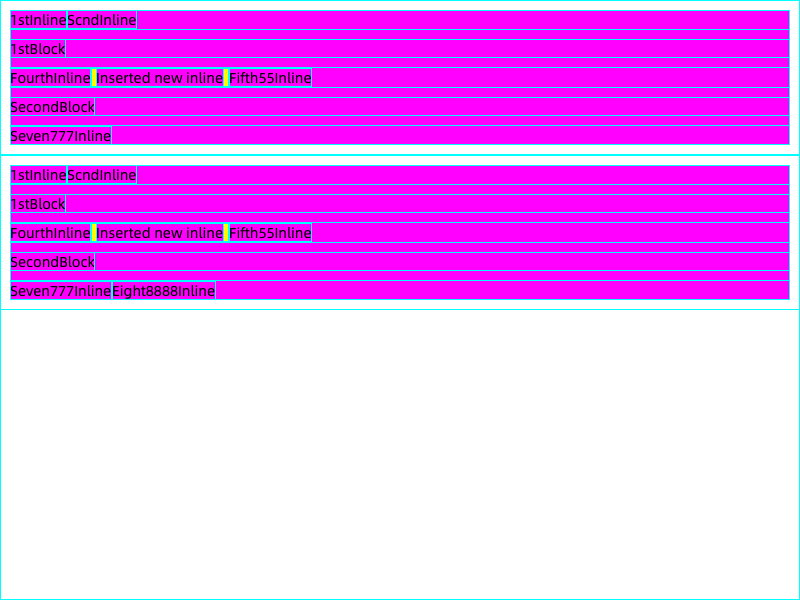 1stInlineScndInline
1stBlock
FourthInline Inserted new inline Fifth55Inline
SecondBlock
Seven777Inline
1stInlineScndInline
1stBlock
FourthInline Inserted new inline Fifth55Inline
SecondBlock
Seven777InlineEight8888Inline